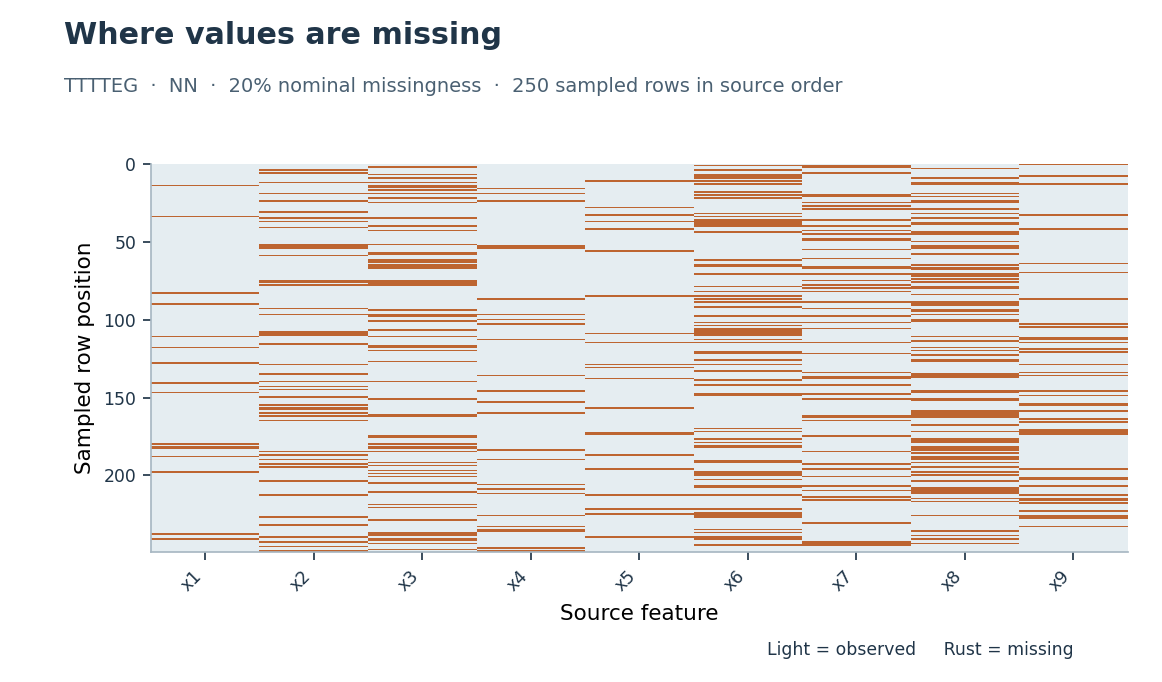 Where values are missing
TTTTEG · NN · 20% nominal missingness · 250 sampled rows in source order
0
50
100
150
200
Sampled row position
x1 x2 x3 x4 x5 x6 x7 x8 x9
Source feature
Light = observed Rust = missing